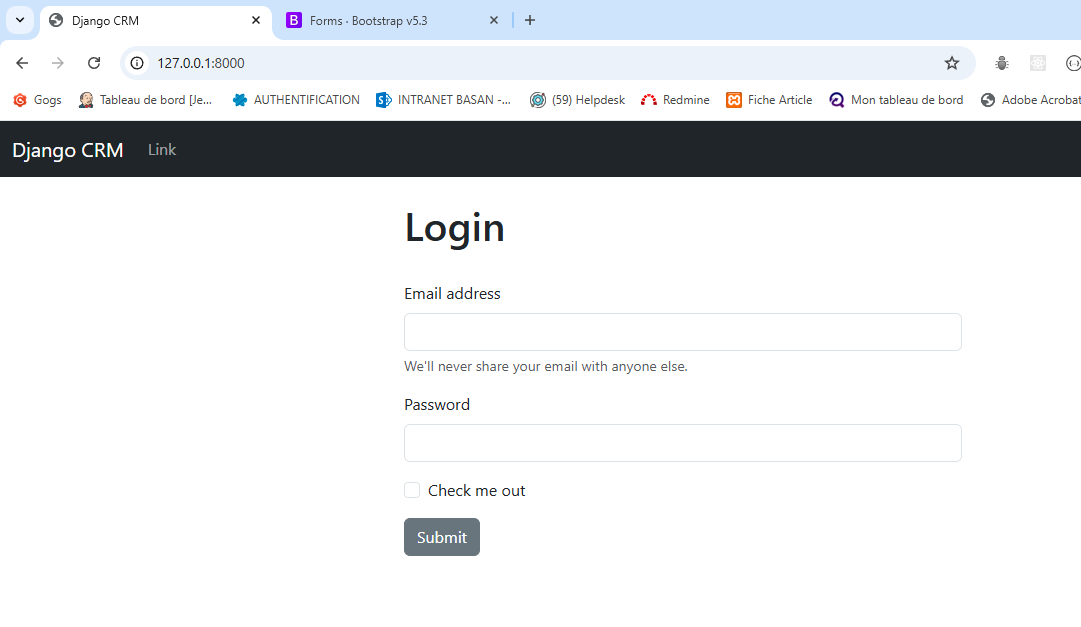 Django CRM
B Forms · Bootstrap v5.3
127.0.0.1:8000
Gogs Tableau de bord [Je... AUTHENTIFICATION INTRANET BASAN -... (59) Helpdesk Redmine Fiche Article Mon tableau de bord Adobe Acrobat
Django CRM Link
Login
Email address
We'll never share your email with anyone else.
Password
Check me out
Submit